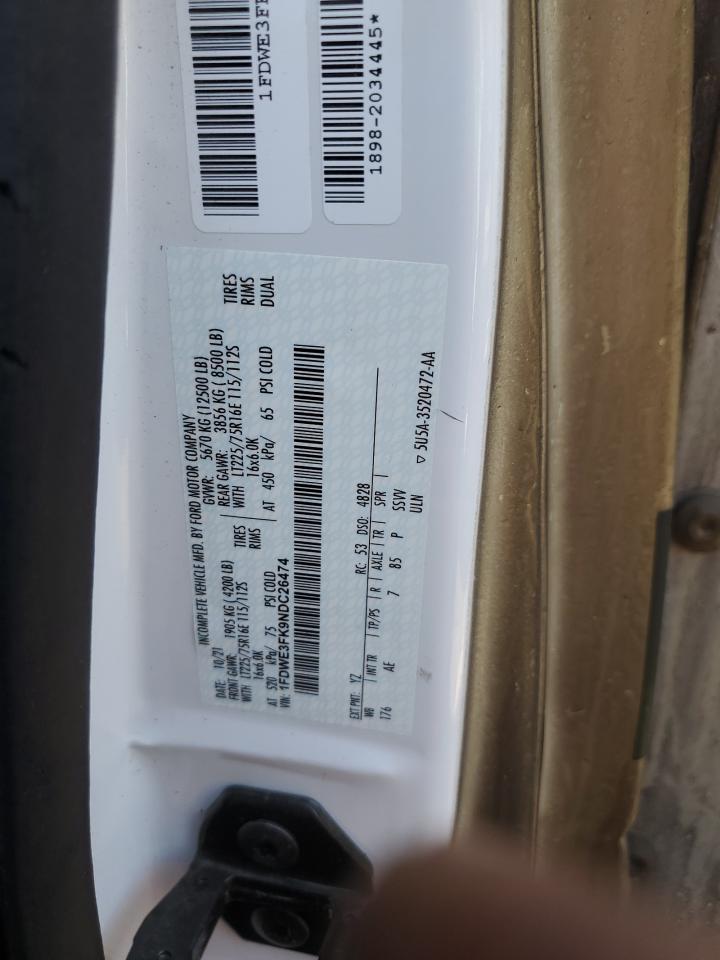 1FDWE3F
1898-2034445*
INCOMPLETE VEHICLE MFD. BY FORD MOTOR COMPANY
DATE: 10/21 GVWR: 5670 KG (12500 LB)
FRONT GAWR: 1905 KG (4200 LB) REAR GAWR: 3856 KG (8500 LB)
WITH LT225/75R16E 115/112S TIRES WITH LT225/75R16E 115/112S TIRES
16x6.0K RIMS 16x6.0K RIMS
AT 520 kPa/ 75 PSI COLD AT 450 kPa/ 65 PSI COLD DUAL
VIN: 1FDWE3FK9NDC26474
EXT PNT: YZ RC: 53 DSO: 4828
WB INT TR TP/PS R AXLE TR SPR
176 AE 7 85 P SSVV
ULN
▽ 5U5A-3520472-AA